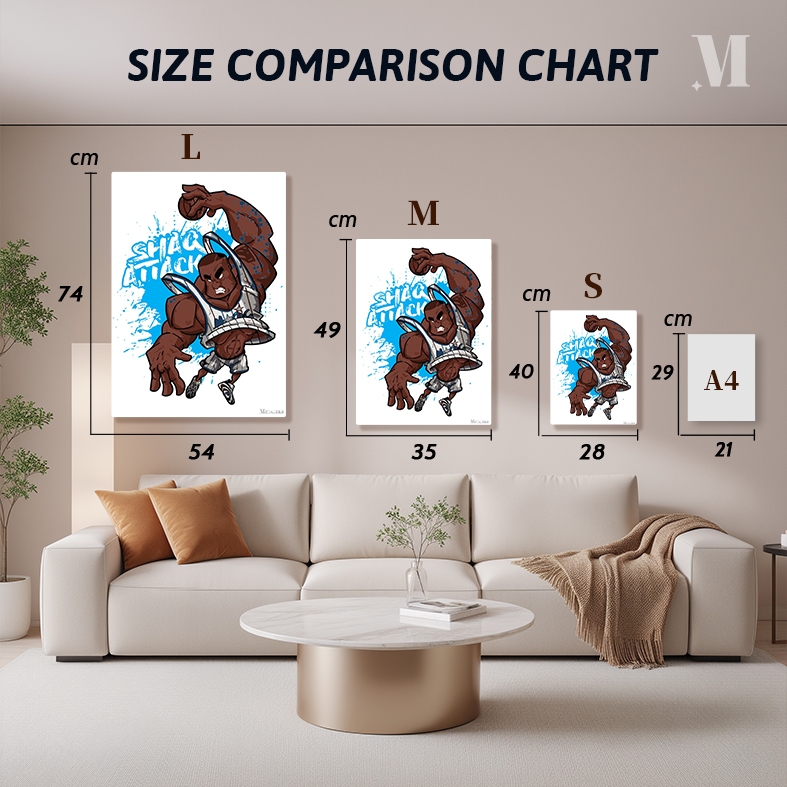 SIZE COMPARISON CHART
M
L
cm
74
54
SHAQ
ATTACK
M
cm
49
35
SHAQ
ATTACK
S
cm
40
28
SHAQ
ATTACK
cm
29
A4
21